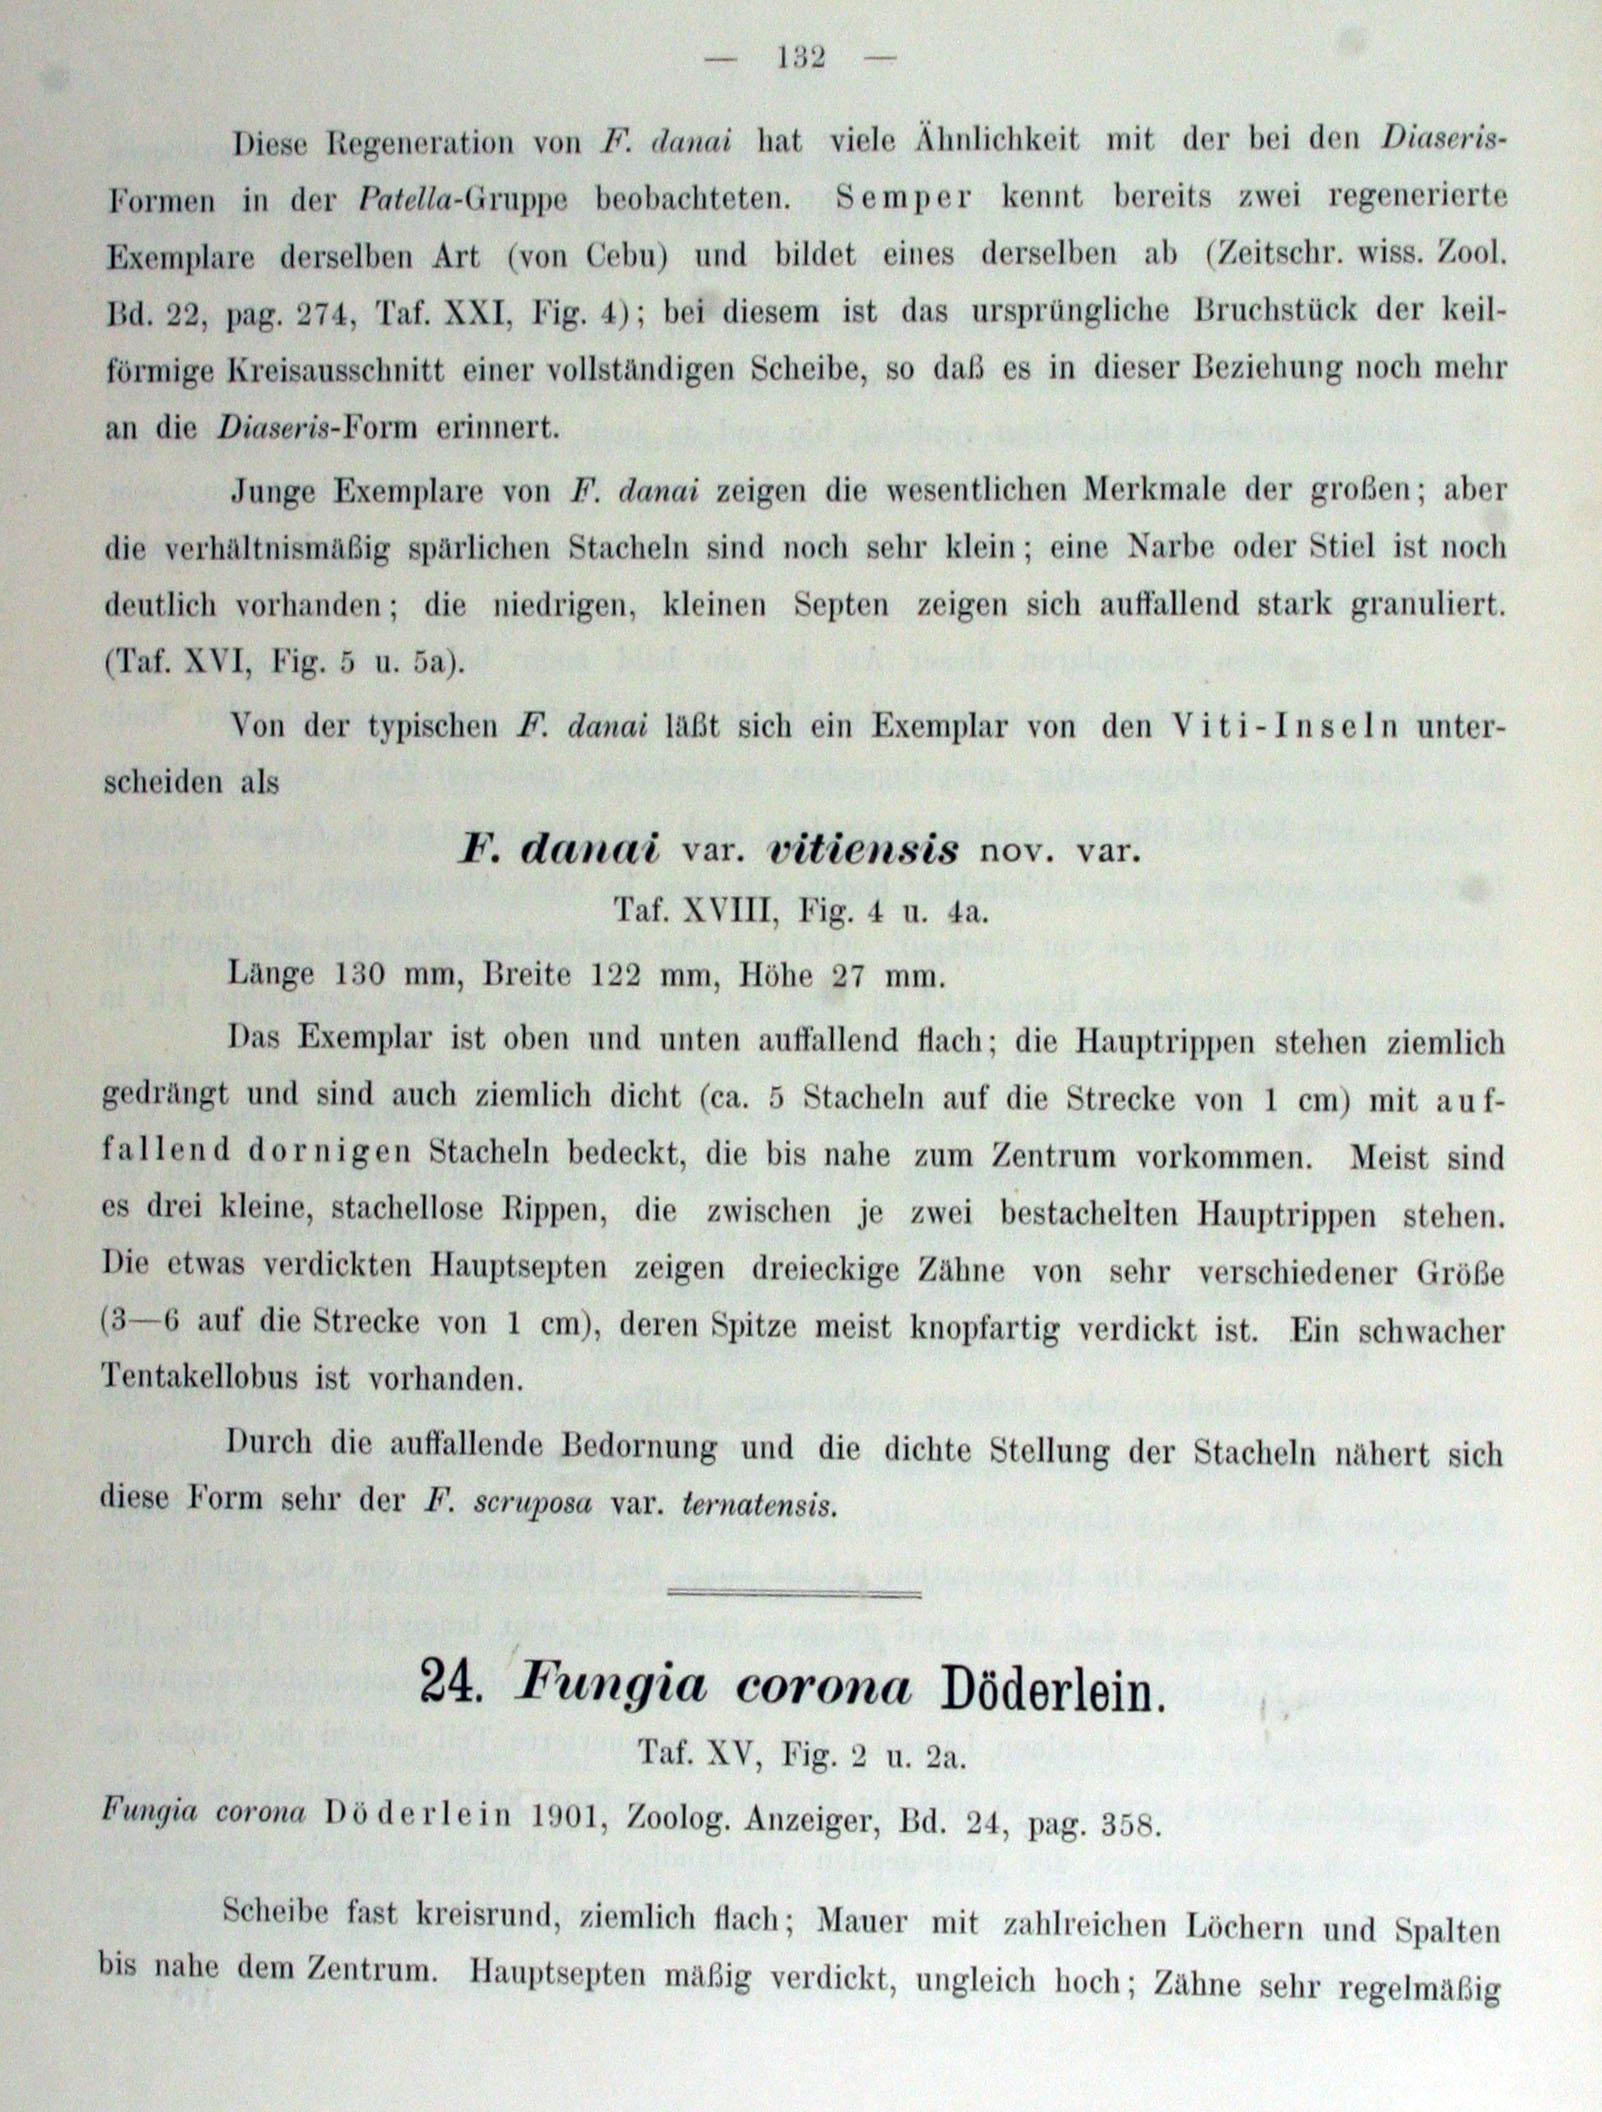 — 132 —
Diese Regeneration von F. danai hat viele Ähnlichkeit mit der bei den Diaseris-
Formen in der Patella-Gruppe beobachteten. Semper kennt bereits zwei regenerierte
Exemplare derselben Art (von Cebu) und bildet eines derselben ab (Zeitschr. wiss. Zool.
Bd. 22, pag. 274, Taf. XXI, Fig. 4); bei diesem ist das ursprüngliche Bruchstück der keil-
förmige Kreisausschnitt einer vollständigen Scheibe, so daß es in dieser Beziehung noch mehr
an die Diaseris-Form erinnert.
Junge Exemplare von F. danai zeigen die wesentlichen Merkmale der großen; aber
die verhältnismäßig spärlichen Stacheln sind noch sehr klein; eine Narbe oder Stiel ist noch
deutlich vorhanden; die niedrigen, kleinen Septen zeigen sich auffallend stark granuliert.
(Taf. XVI, Fig. 5 u. 5a).
Von der typischen F. danai läßt sich ein Exemplar von den Viti-Inseln unter-
scheiden als
F. danai var. vitiensis nov. var.
Taf. XVIII, Fig. 4 u. 4a.
Länge 130 mm, Breite 122 mm, Höhe 27 mm.
Das Exemplar ist oben und unten auffallend flach; die Hauptrippen stehen ziemlich
gedrängt und sind auch ziemlich dicht (ca. 5 Stacheln auf die Strecke von 1 cm) mit auf-
fallend dornigen Stacheln bedeckt, die bis nahe zum Zentrum vorkommen. Meist sind
es drei kleine, stachellose Rippen, die zwischen je zwei bestachelten Hauptrippen stehen.
Die etwas verdickten Hauptsepten zeigen dreieckige Zähne von sehr verschiedener Größe
(3—6 auf die Strecke von 1 cm), deren Spitze meist knopfartig verdickt ist. Ein schwacher
Tentakellobus ist vorhanden.
Durch die auffallende Bedornung und die dichte Stellung der Stacheln nähert sich
diese Form sehr der F. scruposa var. ternatensis.
24. Fungia corona Döderlein.
Taf. XV, Fig. 2 u. 2a.
Fungia corona Döderlein 1901, Zoolog. Anzeiger, Bd. 24, pag. 358.
Scheibe fast kreisrund, ziemlich flach; Mauer mit zahlreichen Löchern und Spalten
bis nahe dem Zentrum. Hauptsepten mäßig verdickt, ungleich hoch; Zähne sehr regelmäßig